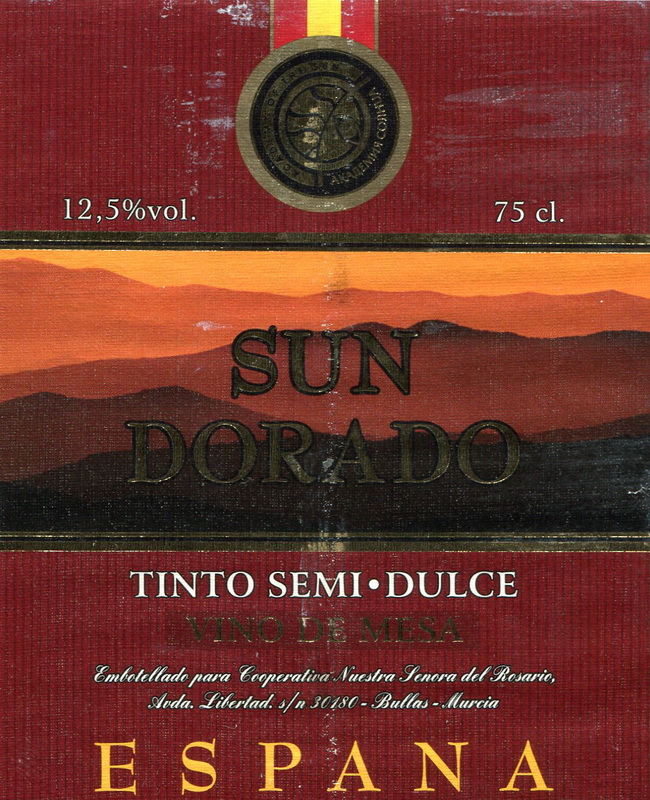 12,5%vol.
75 cl.
SUN
DORADO
TINTO SEMI•DULCE
VINO DE MESA
Embotellado para Cooperativa Nuestra Senora del Rosario,
Avda. Libertad. s/n 30180 - Bullas - Murcia
ESPANA